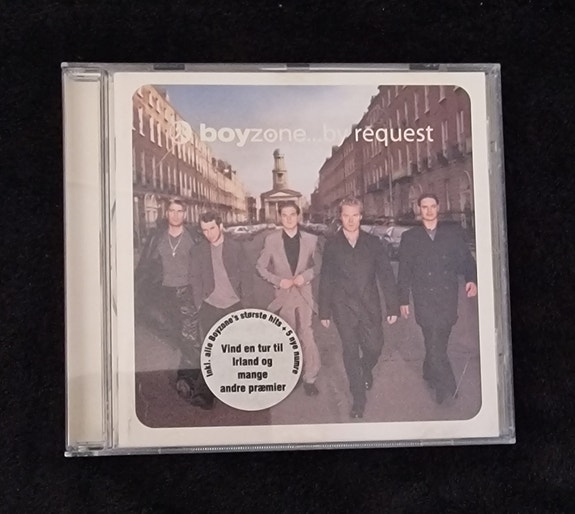 boyzone...by request
Inkl. alle Boyzone's største hits + 5 nye numre
Vind en tur til
Irland og
mange
andre præmier